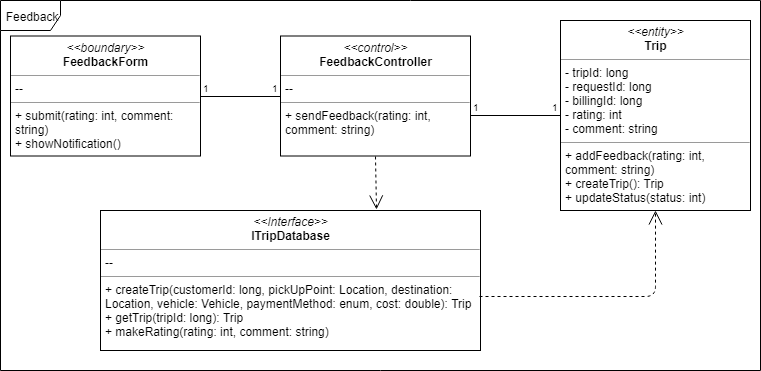 Feedback
<<boundary>>
FeedbackForm
--
+ submit(rating: int, comment:
string)
+ showNotification()
1
1
<<control>>
FeedbackController
--
+ sendFeedback(rating: int,
comment: string)
1
1
<<entity>>
Trip
- tripId: long
- requestId: long
- billingId: long
- rating: int
- comment: string
+ addFeedback(rating: int,
comment: string)
+ createTrip(): Trip
+ updateStatus(status: int)
<<Interface>>
ITripDatabase
--
+ createTrip(customerId: long, pickUpPoint: Location, destination:
Location, vehicle: Vehicle, paymentMethod: enum, cost: double): Trip
+ getTrip(tripId: long): Trip
+ makeRating(rating: int, comment: string)